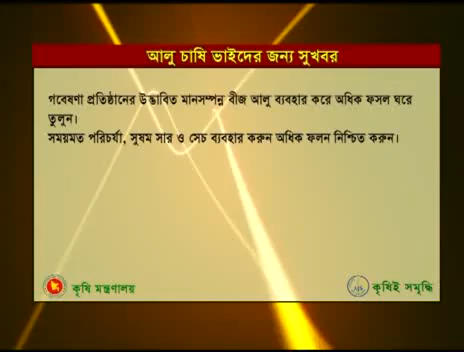 আলু চাষি ভাইদের জন্য সুখবর
গবেষণা প্রতিষ্ঠানের উদ্ভাবিত মানসম্পন্ন বীজ আলু ব্যবহার করে অধিক ফসল ঘরে
তুলুন।
সময়মত পরিচর্যা, সুষম সার ও সেচ ব্যবহার করুন অধিক ফলন নিশ্চিত করুন।
কৃষি মন্ত্রণালয়
কৃষিই সমৃদ্ধি